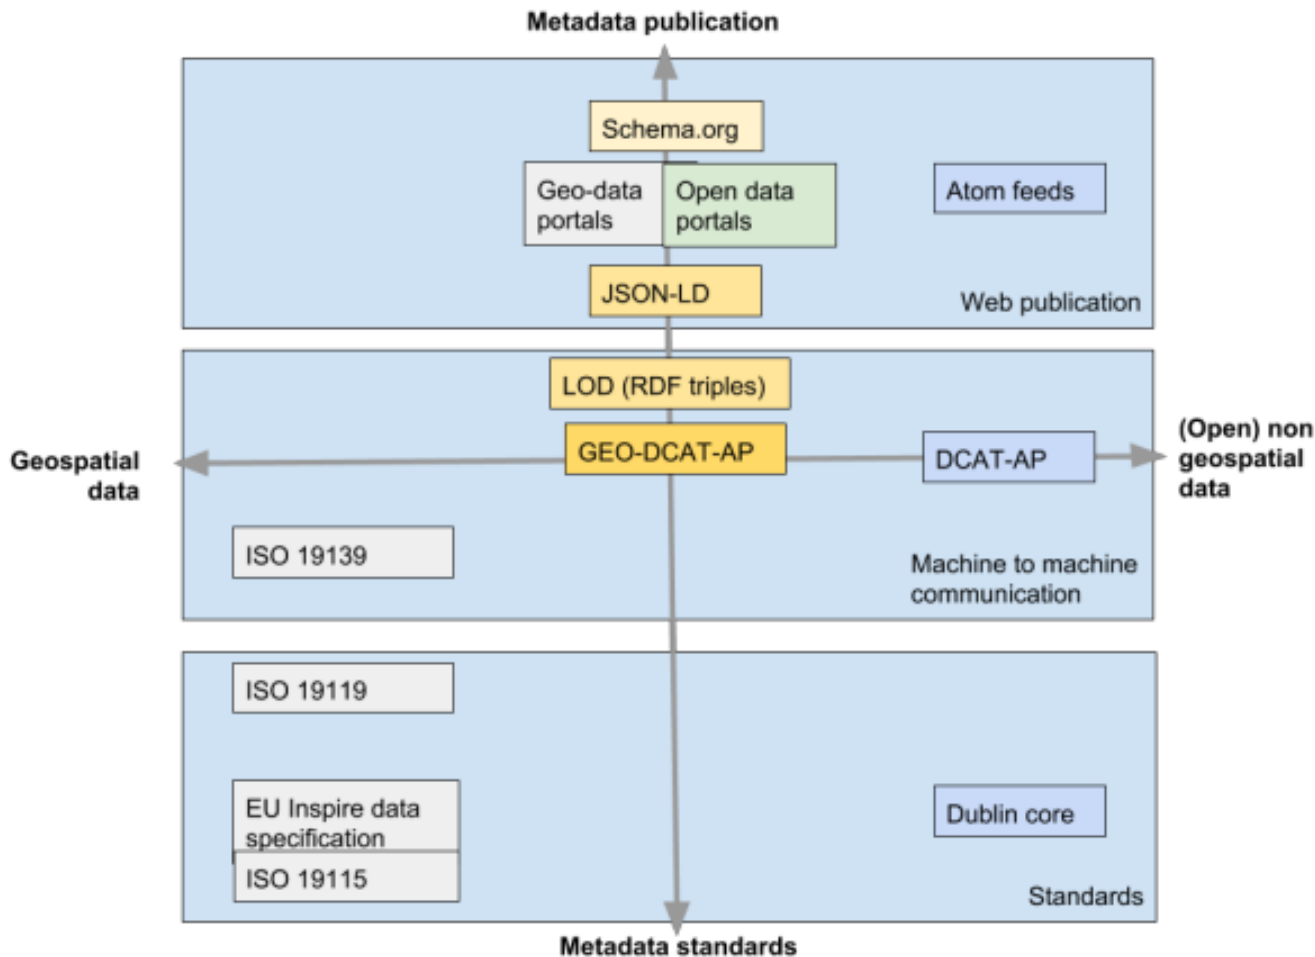 Metadata publication
Schema.org
Geo-data
portals
Open data
portals
Atom feeds
JSON-LD
Web publication
LOD (RDF triples)
GEO-DCAT-AP
DCAT-AP
Geospatial
data
(Open) non
geospatial
data
ISO 19139
Machine to machine
communication
ISO 19119
EU Inspire data
specification
ISO 19115
Dublin core
Standards
Metadata standards